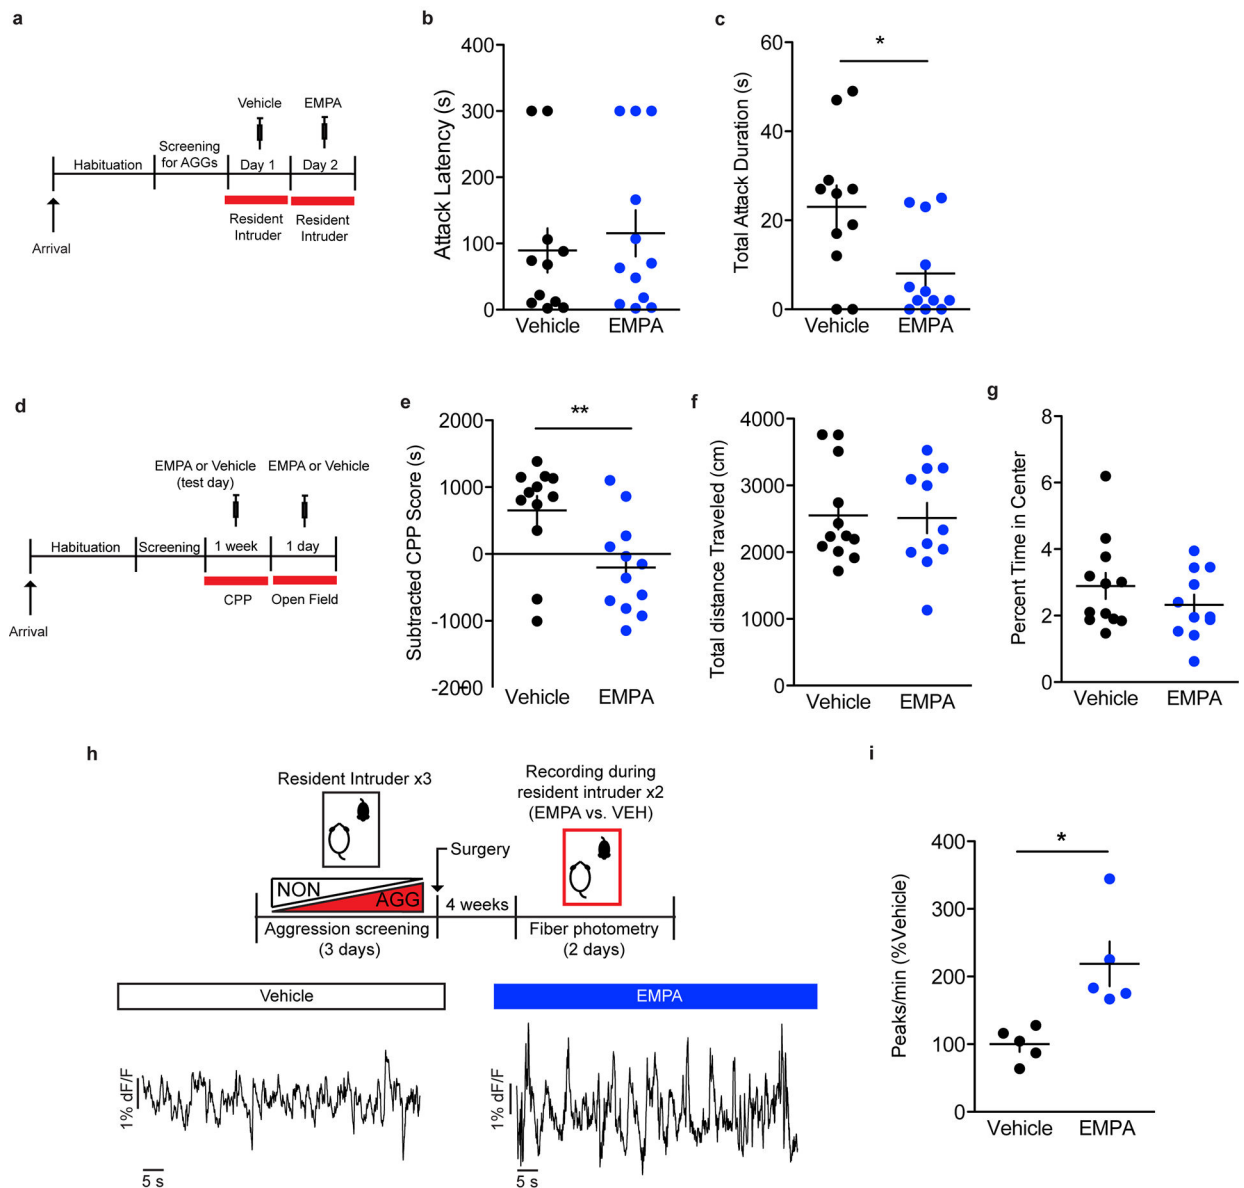 a
Vehicle
EMPA
Habituation
Screening
for AGGs
Day 1
Day 2
Resident
Intruder
Resident
Intruder
Arrival
b
400
300
200
100
0
Attack Latency (s)
Vehicle
EMPA
c
60
40
20
0
Total Attack Duration (s)
*
Vehicle
EMPA
d
EMPA or Vehicle
(test day)
EMPA or Vehicle
Habituation
Screening
1 week
1 day
CPP
Open Field
Arrival
e
2000
1000
0
-1000
-2000
Subtracted CPP Score (s)
**
Vehicle
EMPA
f
4000
3000
2000
1000
0
Total distance Traveled (cm)
Vehicle
EMPA
g
8
6
4
2
0
Percent Time in Center
Vehicle
EMPA
h
Resident Intruder x3
Recording during
resident intruder x2
(EMPA vs. VEH)
Surgery
NON
AGG
4 weeks
Aggression screening
(3 days)
Fiber photometry
(2 days)
Vehicle
EMPA
1% dF/F
5 s
1% dF/F
5 s
i
400
300
200
100
0
Peaks/min (%Vehicle)
*
Vehicle
EMPA